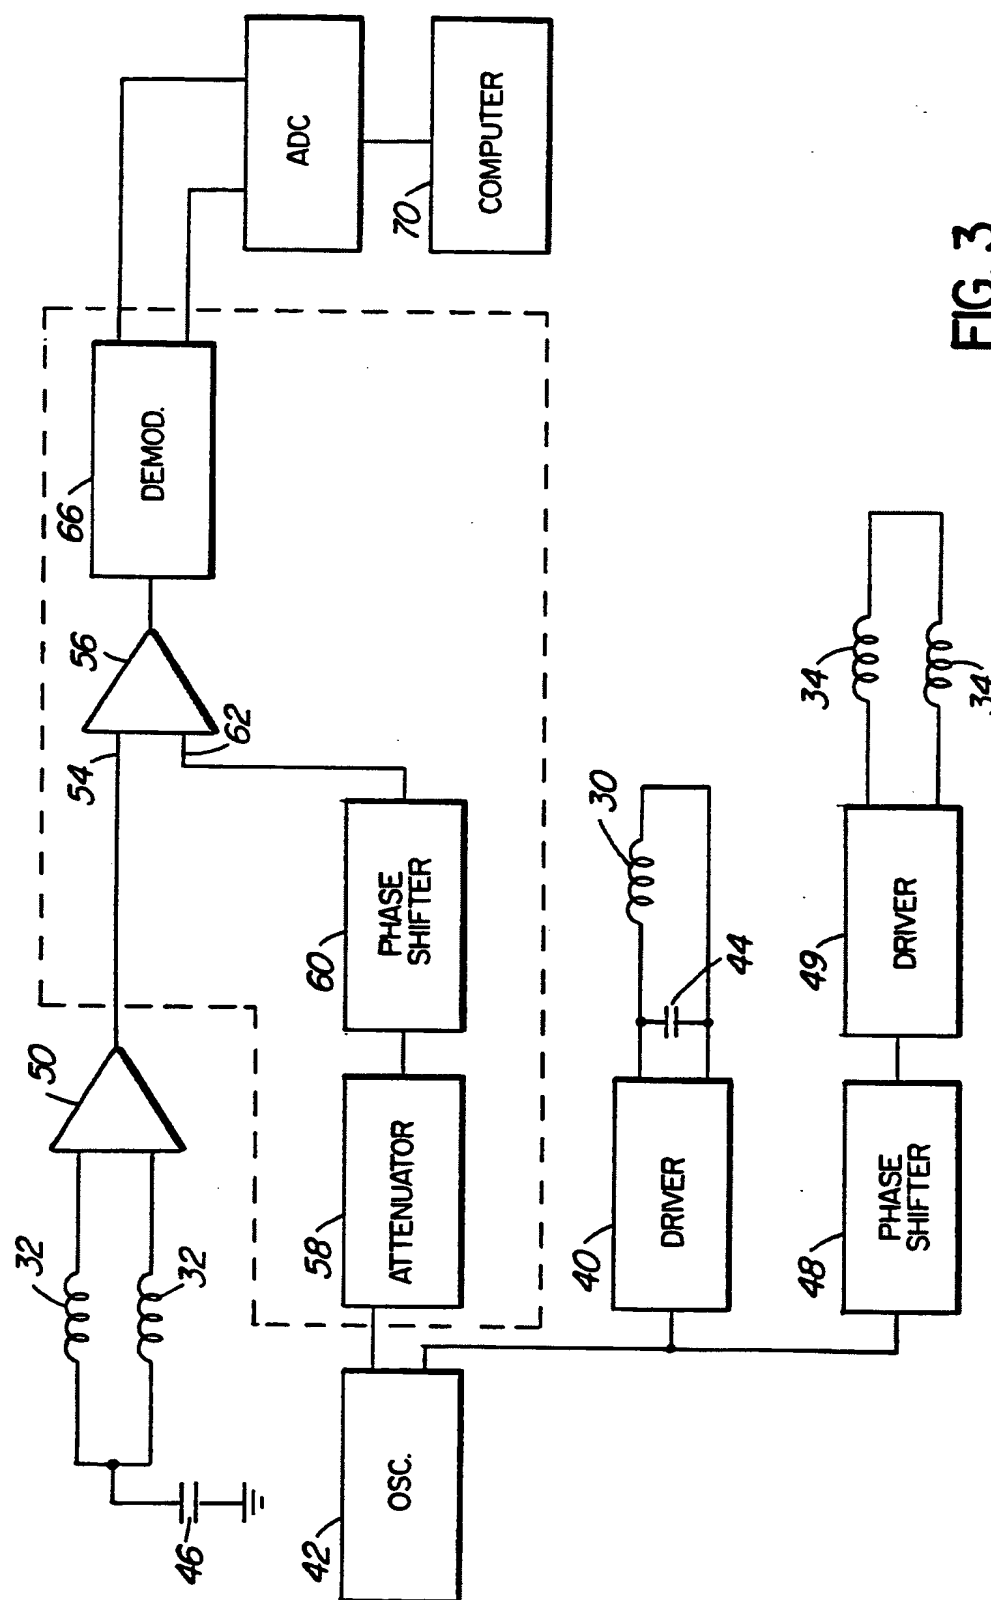 32
32
46
50
54
56
62
66
DEMOD.
ADC
70
COMPUTER
42
OSC.
58
ATTENUATOR
60
PHASE
SHIFTER
40
DRIVER
44
30
48
PHASE
SHIFTER
49
DRIVER
34
34
FIG. 3